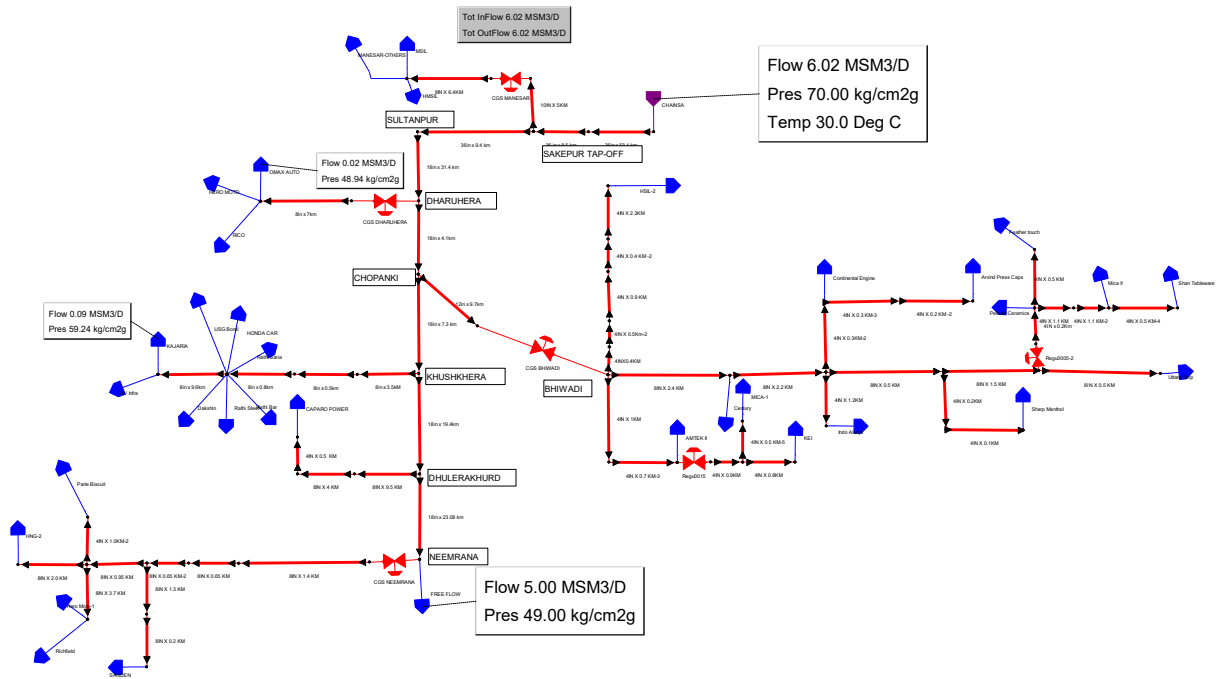 Tot InFlow 6.02 MSM3/D
Tot OutFlow 6.02 MSM3/D
MANESAR-OTHERS
MSIL
HMSIL
8IN X 6.4KM
CGS MANESAR
10IN X 5KM
CHAINSA
Flow 6.02 MSM3/D
Pres 70.00 kg/cm2g
Temp 30.0 Deg C
SULTANPUR
36in x 9.4 km
SAKEPUR TAP-OFF
18in x 31.4 km
Flow 0.02 MSM3/D
Pres 48.94 kg/cm2g
OMAX AUTO
HERO MOTO
RICO
8in x 7km
CGS DHARUHERA
DHARUHERA
18in x 4.1km
CHOPANKI
12in x 9.7km
18in x 7.3 km
CGS BHIWADI
BHIWADI
HSIL-2
4IN X 2.3KM
4IN X 0.4 KM -2
4IN X 0.9 KM
4IN X 0.5Km-2
4INX0.4KM
Flow 0.09 MSM3/D
Pres 59.24 kg/cm2g
KAJARIA
USG Boral
HONDA CAR
8in x 9.6km
8in x 0.8km
8in x 0.5km
8in x 3.5kM
KHUSHKHERA
Dakshin
CAPARO POWER
4IN X 0.5 KM
8IN X 4 KM
8IN X 9.5 KM
18in x 19.4km
DHULERAKHURD
18in x 23.08 km
NEEMRANA
CGS NEEMRANA
FREE FLOW
Flow 5.00 MSM3/D
Pres 49.00 kg/cm2g
Parle Biscuit
HNG-2
4IN X 1.0KM-2
8IN X 2.0 KM
8IN X 0.95 KM
8IN X 0.65 KM-2
8IN X 0.65 KM
8IN X 1.4 KM
8IN X 3.7 KM
8IN X 1.3 KM
8IN X 0.2 KM
Richfield
8IN X 2.4 KM
8IN X 2.2 KM
Century
MICA-1
4IN X 1KM
AMTEK II
4IN X 0.7 KM-3
Regu0015
4IN X 0.9KM
4IN X 0.5 KM-5
4IN X 0.8KM
KEI
Continental Engine
4IN X 0.3KM-2
4IN X 0.3 KM-3
4IN X 0.2 KM -2
Arvind Press Caps
4IN X 1.2KM
8IN X 0.5 KM
8IN X 1.5 KM
8IN X 0.5 KM
4IN X 0.2KM
4IN X 0.1KM
Sharp Menthol
Regu0005-2
4IN X 0.2Km
Feather touch
4IN X 0.5 KM
4IN X 1.1 KM
4IN X 1.1 KM-2
4IN X 0.5 KM-4
Mica II
Shan Tableware